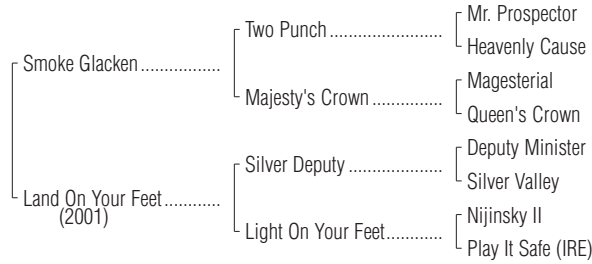 Mr. Prospector
Two Punch ........................
Heavenly Cause
Smoke Glacken .................
Magesterial
Majesty's Crown ...............
Queen's Crown
Deputy Minister
Silver Deputy ....................
Silver Valley
Land On Your Feet ............
(2001)
Nijinsky II
Light On Your Feet ............
Play It Safe (IRE)